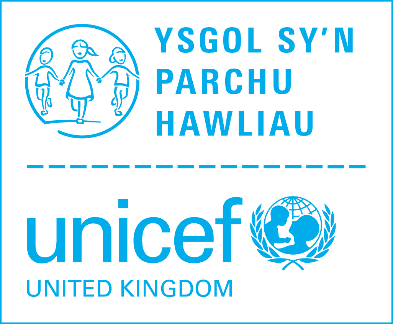 YSGOL SY'N
PARCHU
HAWLIAU
unicef
UNITED KINGDOM